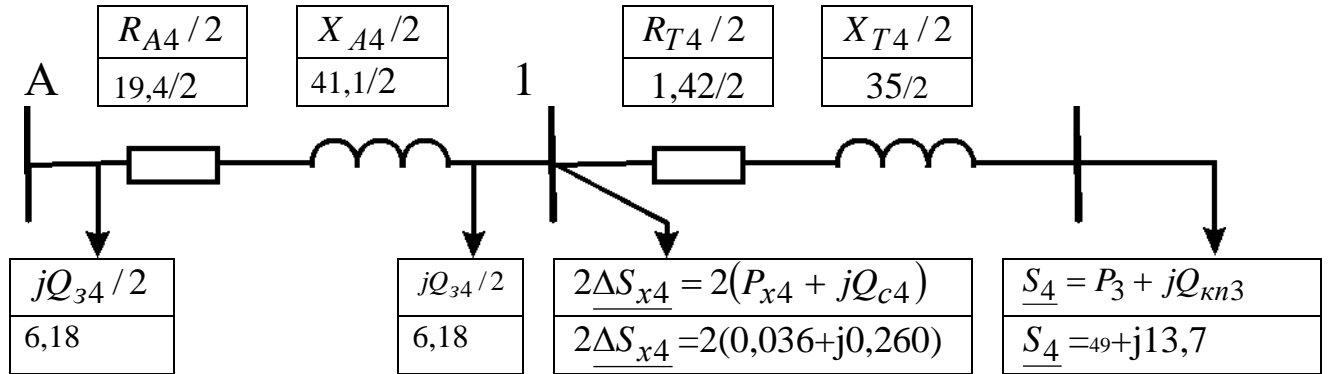 R_A4 / 2
X_A4 /2
R_T4 / 2
X_T4 / 2
A
19,4/2
41,1/2
1
1,42/2
35/2
jQ_з4 / 2
jQ_з4 / 2
2ΔS_x4 = 2(P_x4 + jQ_c4)
S_4 = P_3 + jQ_кп3
6,18
6,18
2ΔS_x4 =2(0,036+j0,260)
S_4 =49+j13,7